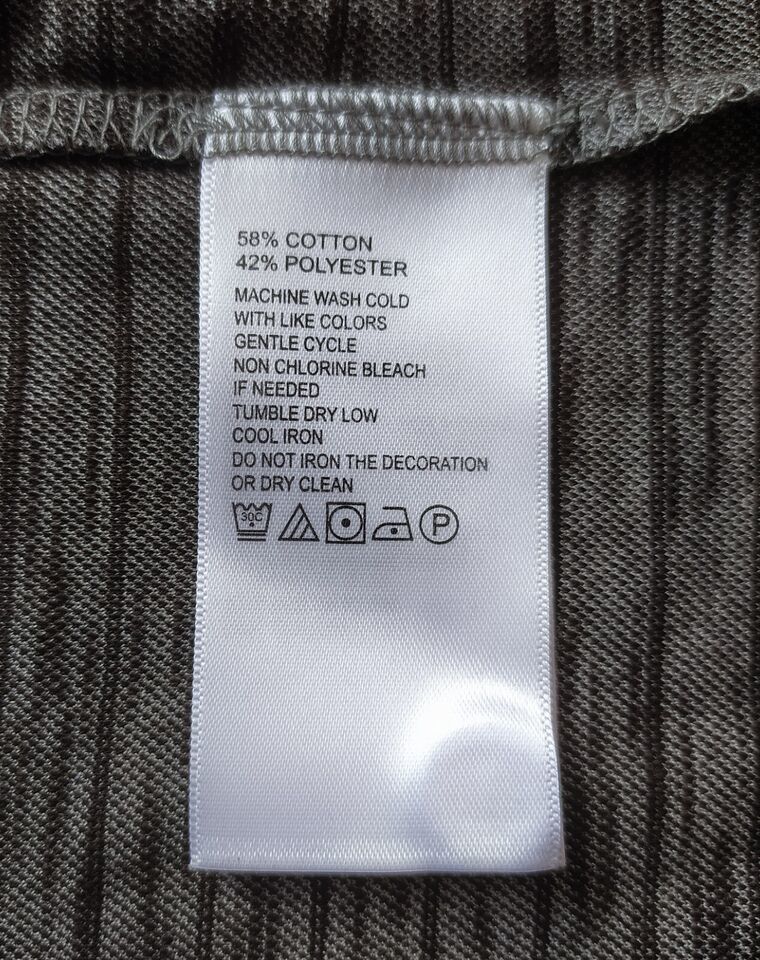 58% COTTON
42% POLYESTER
MACHINE WASH COLD
WITH LIKE COLORS
GENTLE CYCLE
NON CHLORINE BLEACH
IF NEEDED
TUMBLE DRY LOW
COOL IRON
DO NOT IRON THE DECORATION
OR DRY CLEAN
30C P